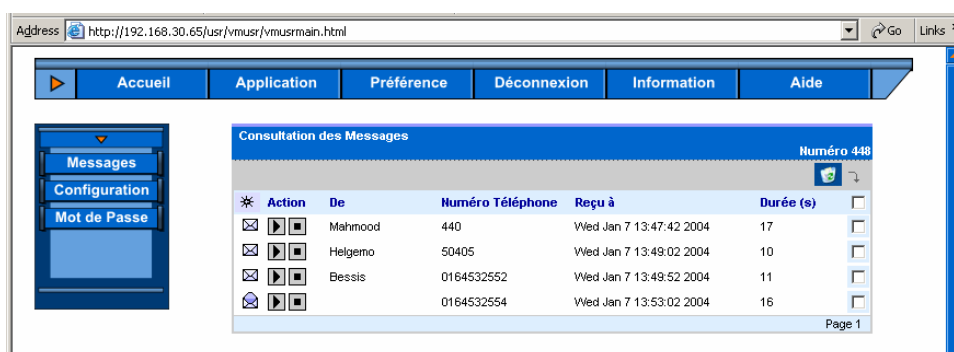 Address http://192.168.30.65/usr/vmusr/vmusrmain.html Go Links
Accueil Application Préférence Déconnexion Information Aide
Messages
Configuration
Mot de Passe
Consultation des Messages
Numéro 448
Action De Numéro Téléphone Reçu à Durée (s)
Mahmood 440 Wed Jan 7 13:47:42 2004 17
Helgemo 50405 Wed Jan 7 13:49:02 2004 10
Bessis 0164532552 Wed Jan 7 13:49:52 2004 11
0164532554 Wed Jan 7 13:53:02 2004 16
Page 1